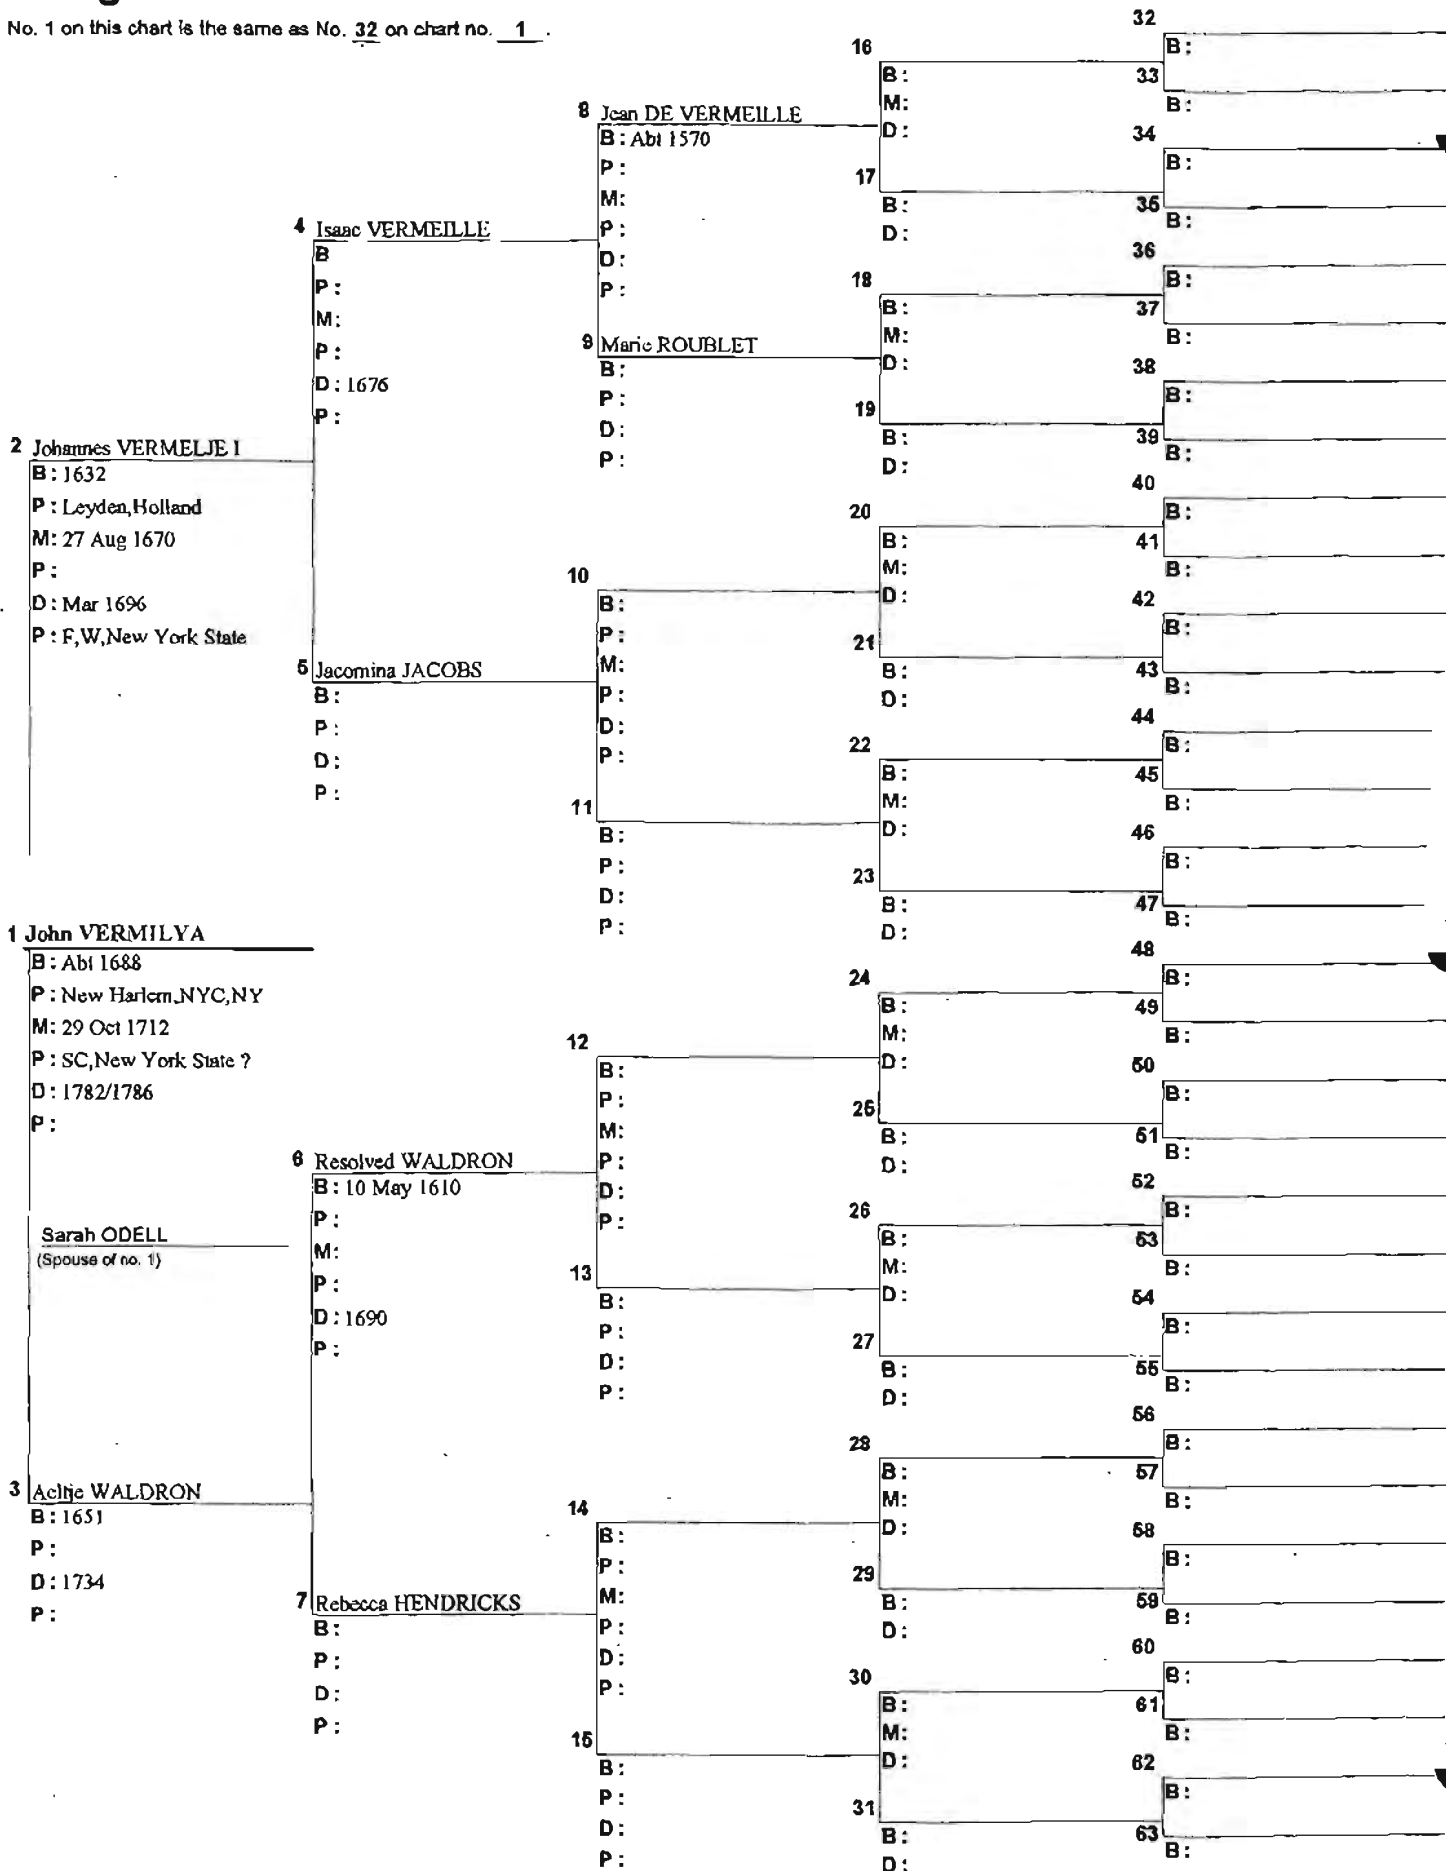 No. 1 on this chart is the same as No. 32 on chart no. 1 .
1 John VERMILYA
B: Abt 1688
P: New Harlem,NYC,NY
M: 29 Oct 1712
P: SC,New York State ?
D: 1782/1786
P:
Sarah ODELL
(Spouse of no. 1)
2 Johannes VERMELJE I
B: 1632
P: Leyden,Holland
M: 27 Aug 1670
P:
D: Mar 1696
P: F,W,New York State
3 Aeltje WALDRON
B: 1651
P:
D: 1734
P:
4 Isaac VERMEILLE
B
P:
M:
P:
D: 1676
P:
5 Jacomina JACOBS
B:
P:
D:
P:
6 Resolved WALDRON
B: 10 May 1610
P:
M:
P:
D: 1690
P:
7 Rebecca HENDRICKS
B:
P:
D:
P:
8 Jean DE VERMEILLE
B: Abt 1570
P:
M:
P:
D:
P:
9 Marie ROUBLET
B:
P:
D:
P:
10
B:
P:
M:
P:
D:
P:
11
B:
P:
D:
P:
12
B:
P:
M:
P:
D:
P:
13
B:
P:
D:
P:
14
B:
P:
M:
P:
D:
P:
15
B:
P:
D:
P:
16
B:
M:
D:
17
B:
D:
18
B:
M:
D:
19
B:
D:
20
B:
M:
D:
21
B:
D:
22
B:
M:
D:
23
B:
D:
24
B:
M:
D:
25
B:
D:
26
B:
M:
D:
27
B:
D:
28
B:
M:
D:
29
B:
D:
30
B:
M:
D:
31
B:
D:
32
B:
33
B:
34
B:
35
B:
36
B:
37
B:
38
B:
39
B:
40
B:
41
B:
42
B:
43
B:
44
B:
45
B:
46
B:
47
B:
48
B:
49
B:
50
B:
51
B:
52
B:
53
B:
54
B:
55
B:
56
B:
57
B:
58
B:
59
B:
60
B:
61
B:
62
B:
63
B: